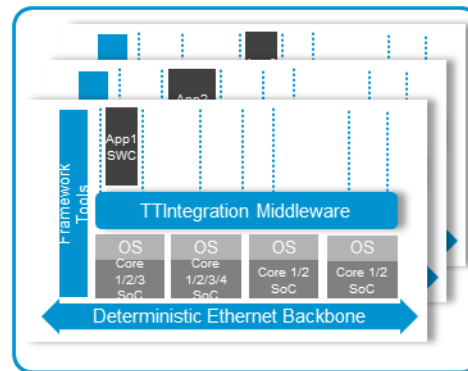 App2
App1
SWC
Framework
Tools
TTIntegration Middleware
OS
Core
1/2/3
SoC
OS
Core
1/2/3/4
SoC
OS
Core 1/2
SoC
OS
Core 1/2
SoC
Deterministic Ethernet Backbone